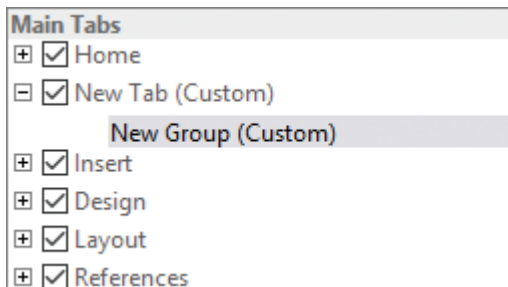 Main Tabs
Home
New Tab (Custom)
New Group (Custom)
Insert
Design
Layout
References